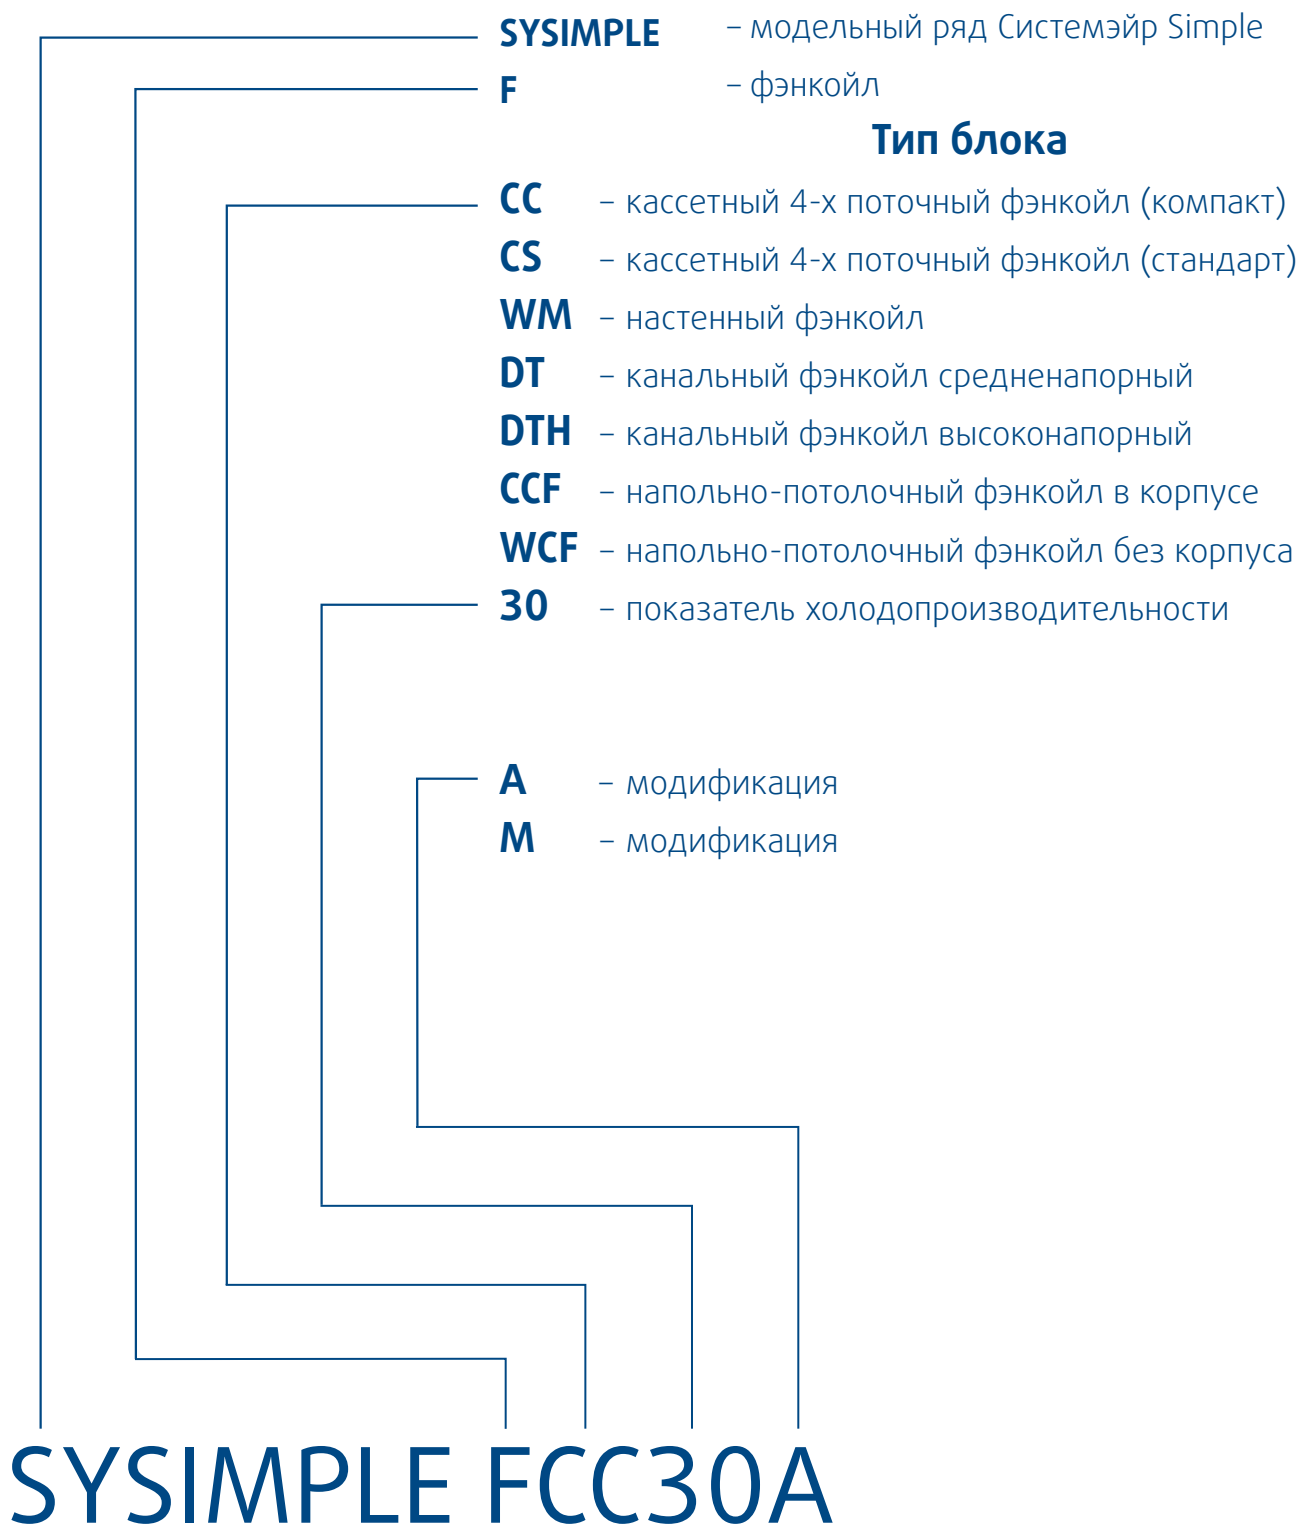 SYSIMPLE – модельный ряд Системэйр Simple
F – фэнкойл
Тип блока
CC – кассетный 4-х поточный фэнкойл (компакт)
CS – кассетный 4-х поточный фэнкойл (стандарт)
WM – настенный фэнкойл
DT – канальный фэнкойл средненапорный
DTH – канальный фэнкойл высоконапорный
CCF – напольно-потолочный фэнкойл в корпусе
WCF – напольно-потолочный фэнкойл без корпуса
30 – показатель холодопроизводительности
A – модификация
M – модификация
SYSIMPLE FCC30A